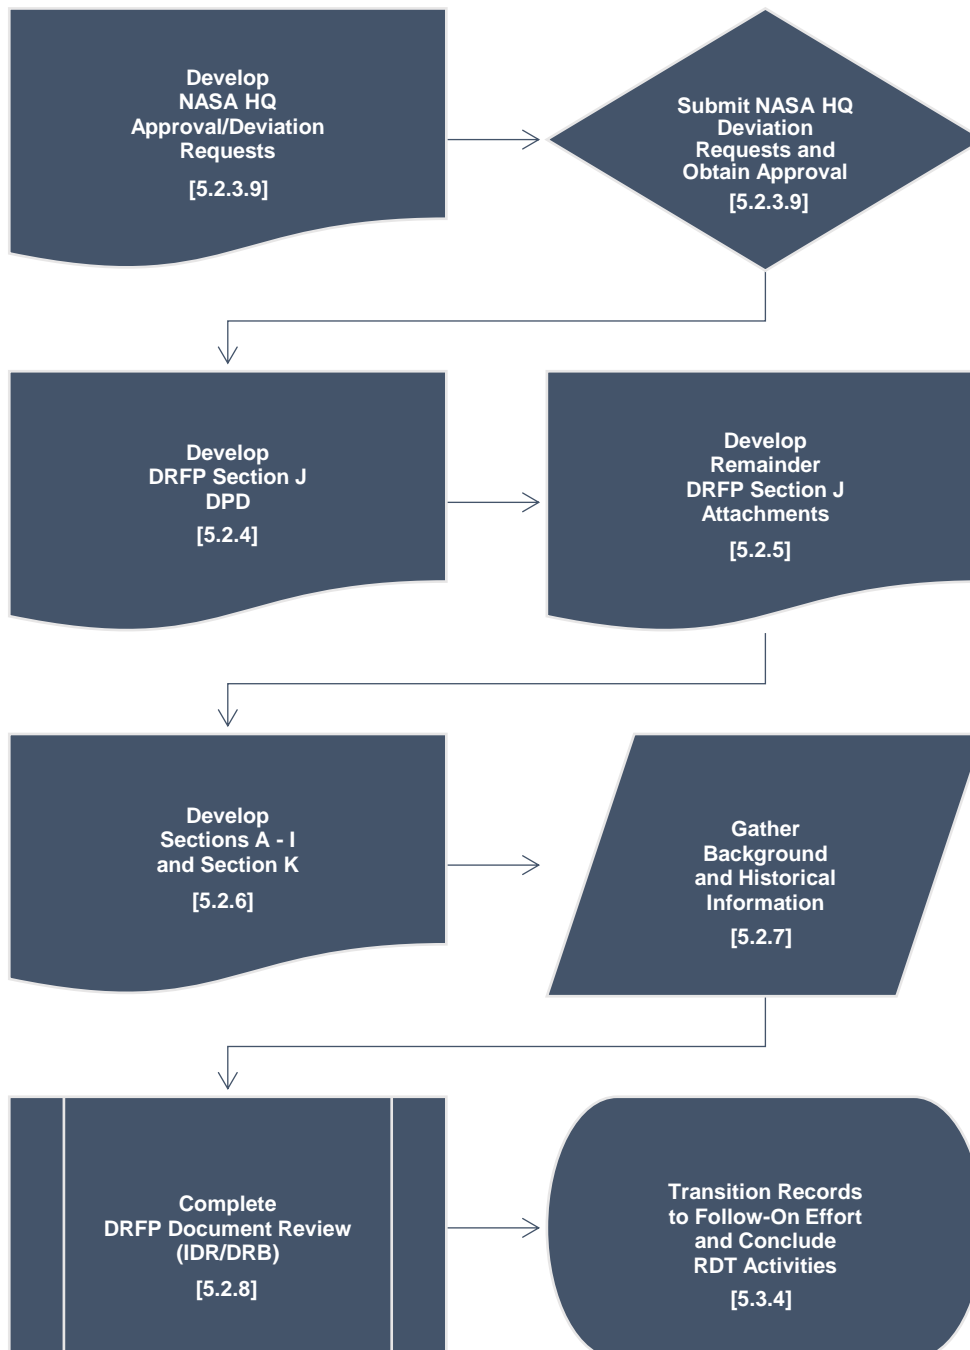 Develop
NASA HQ
Approval/Deviation
Requests
[5.2.3.9]
Submit NASA HQ
Deviation
Requests and
Obtain Approval
[5.2.3.9]
Develop
DRFP Section J
DPD
[5.2.4]
Develop
Remainder
DRFP Section J
Attachments
[5.2.5]
Develop
Sections A - I
and Section K
[5.2.6]
Gather
Background
and Historical
Information
[5.2.7]
Complete
DRFP Document Review
(IDR/DRB)
[5.2.8]
Transition Records
to Follow-On Effort
and Conclude
RDT Activities
[5.3.4]